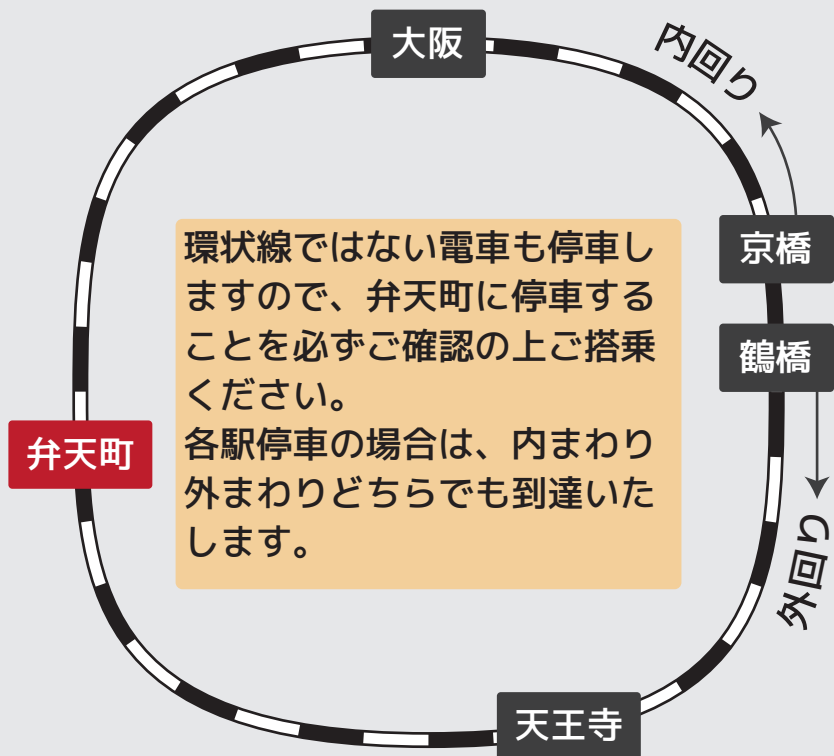 大阪
内回り
京橋
環状線ではない電車も停車し
ますので、弁天町に停車する
ことを必ずご確認の上ご搭乗
ください。
各駅停車の場合は、内まわり
外まわりどちらでも到達いた
します。
鶴橋
弁天町
外回り
天王寺